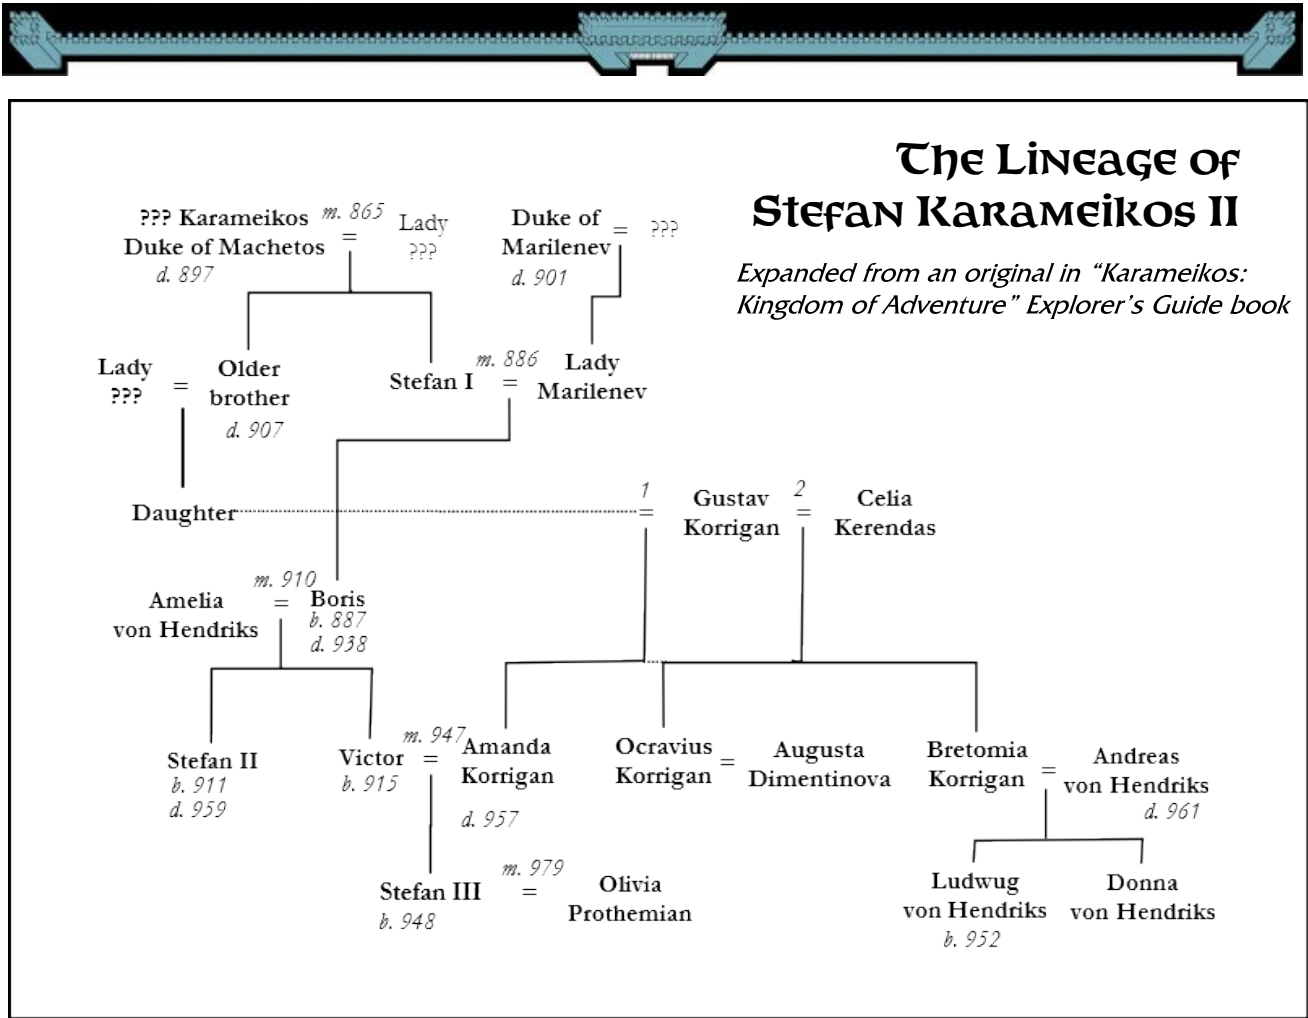 The Lineage of
Stefan Karameikos II
Expanded from an original in “Karameikos:
Kingdom of Adventure” Explorer’s Guide book
??? Karameikos
Duke of Machetos
d. 897
m. 865
=
Lady
???
Duke of
Marilenev
d. 901
=
???
Lady
???
=
Older
brother
d. 907
Stefan I
m. 886
=
Lady
Marilenev
Daughter
1
=
Gustav
Korrigan
2
=
Celia
Kerendas
Amelia
von Hendriks
m. 910
=
Boris
b. 887
d. 938
Stefan II
b. 911
d. 959
Victor
b. 915
m. 947
=
Amanda
Korrigan
d. 957
Ocravius
Korrigan
=
Augusta
Dimentinova
Bretomia
Korrigan
=
Andreas
von Hendriks
d. 961
Stefan III
b. 948
m. 979
=
Olivia
Prothemian
Ludwug
von Hendriks
b. 952
Donna
von Hendriks